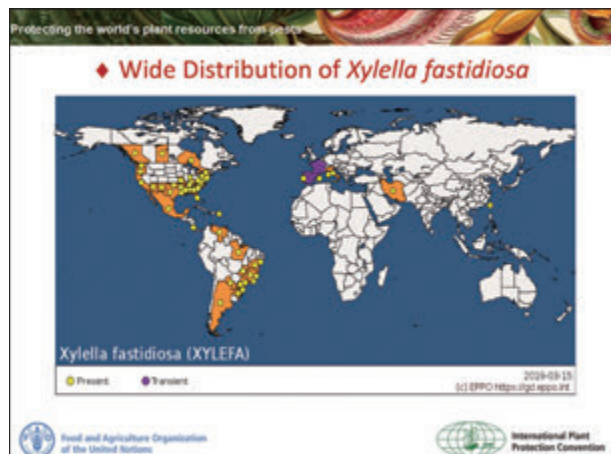 Protecting the world's plant resources from pests
♦ Wide Distribution of Xylella fastidiosa
Xylella fastidiosa (XYLEFA)
Present
Transient
2019-03-15
(c) EPPO https://gd.eppo.int
Food and Agriculture Organization
of the United Nations
International Plant
Protection Convention